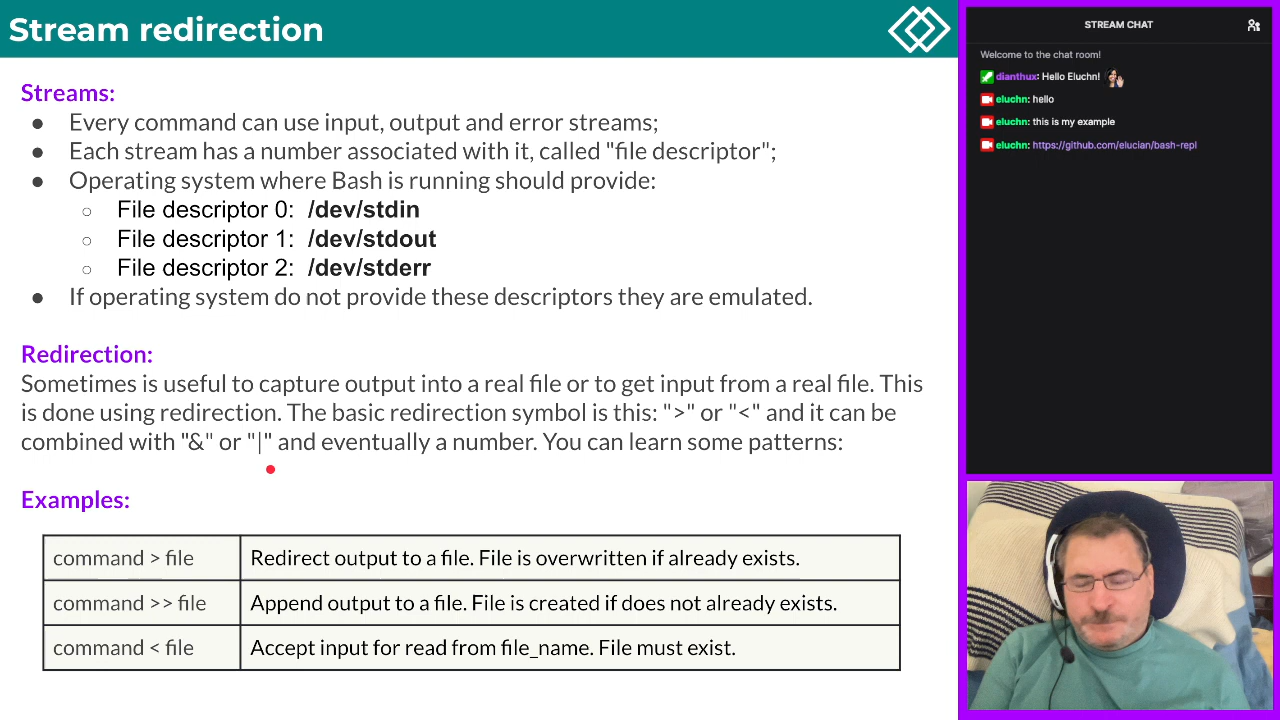 Stream redirection
Streams:
● Every command can use input, output and error streams;
● Each stream has a number associated with it, called "file descriptor";
● Operating system where Bash is running should provide:
○ File descriptor 0: /dev/stdin
○ File descriptor 1: /dev/stdout
○ File descriptor 2: /dev/stderr
● If operating system do not provide these descriptors they are emulated.
Redirection:
Sometimes is useful to capture output into a real file or to get input from a real file. This
is done using redirection. The basic redirection symbol is this: ">" or "<" and it can be
combined with "&" or "|" and eventually a number. You can learn some patterns:
Examples:
command > file Redirect output to a file. File is overwritten if already exists.
command >> file Append output to a file. File is created if does not already exists.
command < file Accept input for read from file_name. File must exist.
STREAM CHAT
Welcome to the chat room!
dianthux: Hello Eluchn!
eluchn: hello
eluchn: this is my example
eluchn: https://github.com/elucian/bash-repl